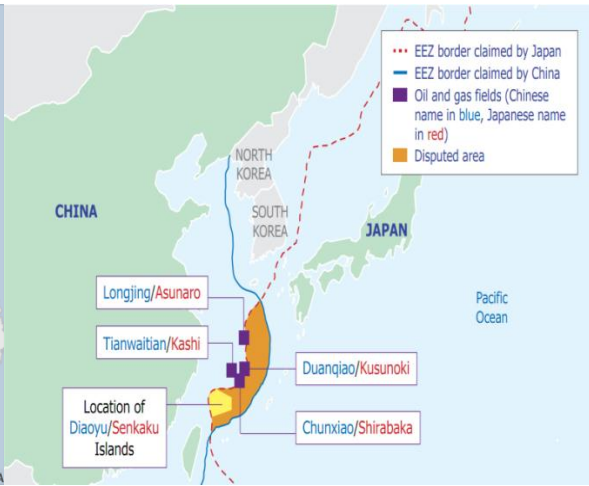 EEZ border claimed by Japan
EEZ border claimed by China
Oil and gas fields (Chinese
name in blue, Japanese name
in red)
Disputed area
NORTH
KOREA
SOUTH
KOREA
CHINA
JAPAN
Pacific
Ocean
Longjing/Asunaro
Tianwaitian/Kashi
Duanqiao/Kusunoki
Location of
Diaoyu/Senkaku
Islands
Chunxiao/Shirabaka